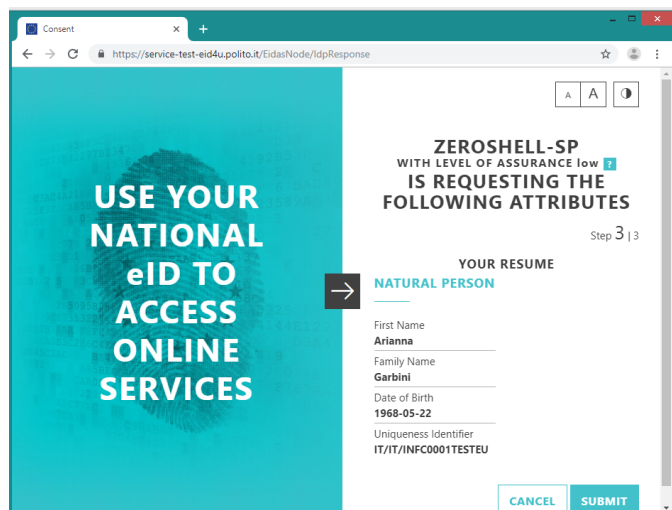 Consent
https://service-test-eid4u.polito.it/EidasNode/IdpResponse
A A
USE YOUR
NATIONAL
eID TO
ACCESS
ONLINE
SERVICES
ZEROSHELL-SP
WITH LEVEL OF ASSURANCE low ?
IS REQUESTING THE
FOLLOWING ATTRIBUTES
Step 3 | 3
YOUR RESUME
NATURAL PERSON
First Name
Arianna
Family Name
Garbini
Date of Birth
1968-05-22
Uniqueness Identifier
IT/IT/INFC0001TESTEU
CANCEL SUBMIT